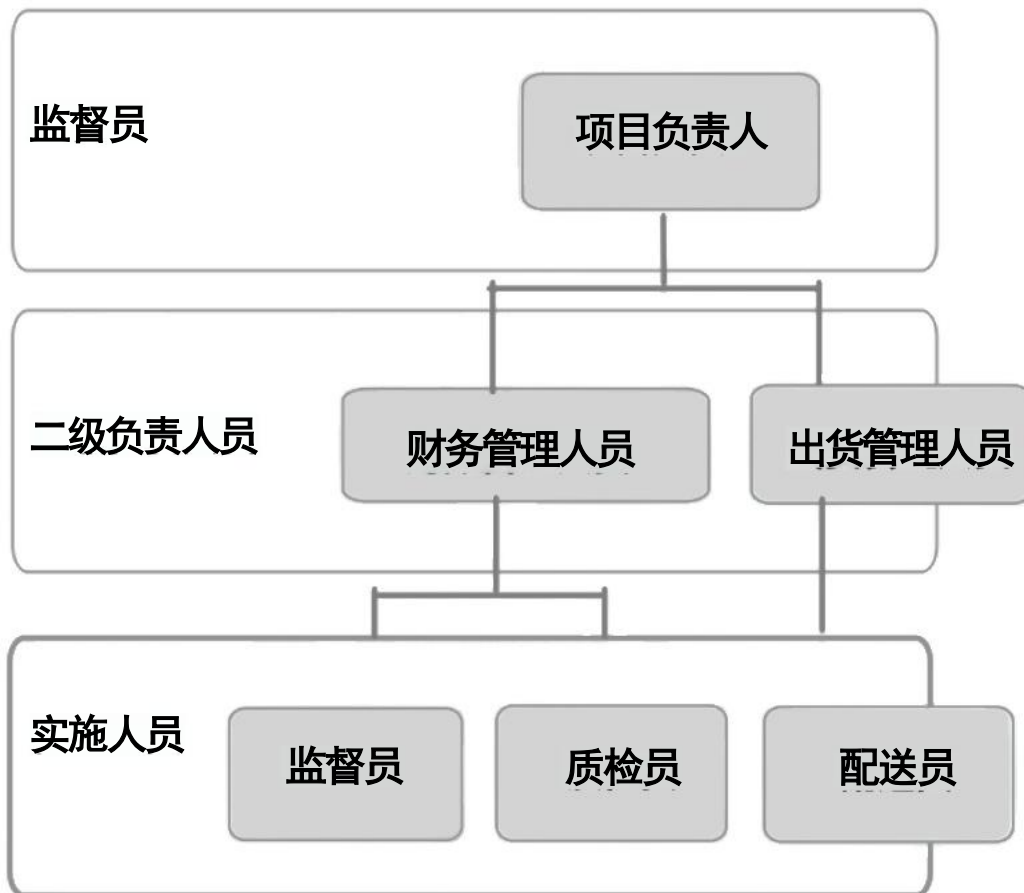 监督员
项目负责人
二级负责人员
财务管理人员
出货管理人员
实施人员
监督员
质检员
配送员